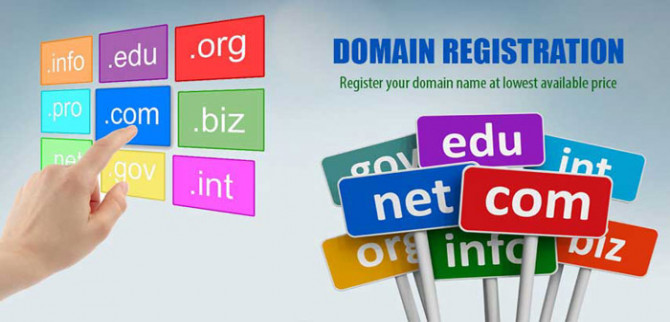 .info .edu .org
.pro .com .biz
.net .gov .int
DOMAIN REGISTRATION
Register your domain name at lowest available price
gov edu int
net com
org info biz